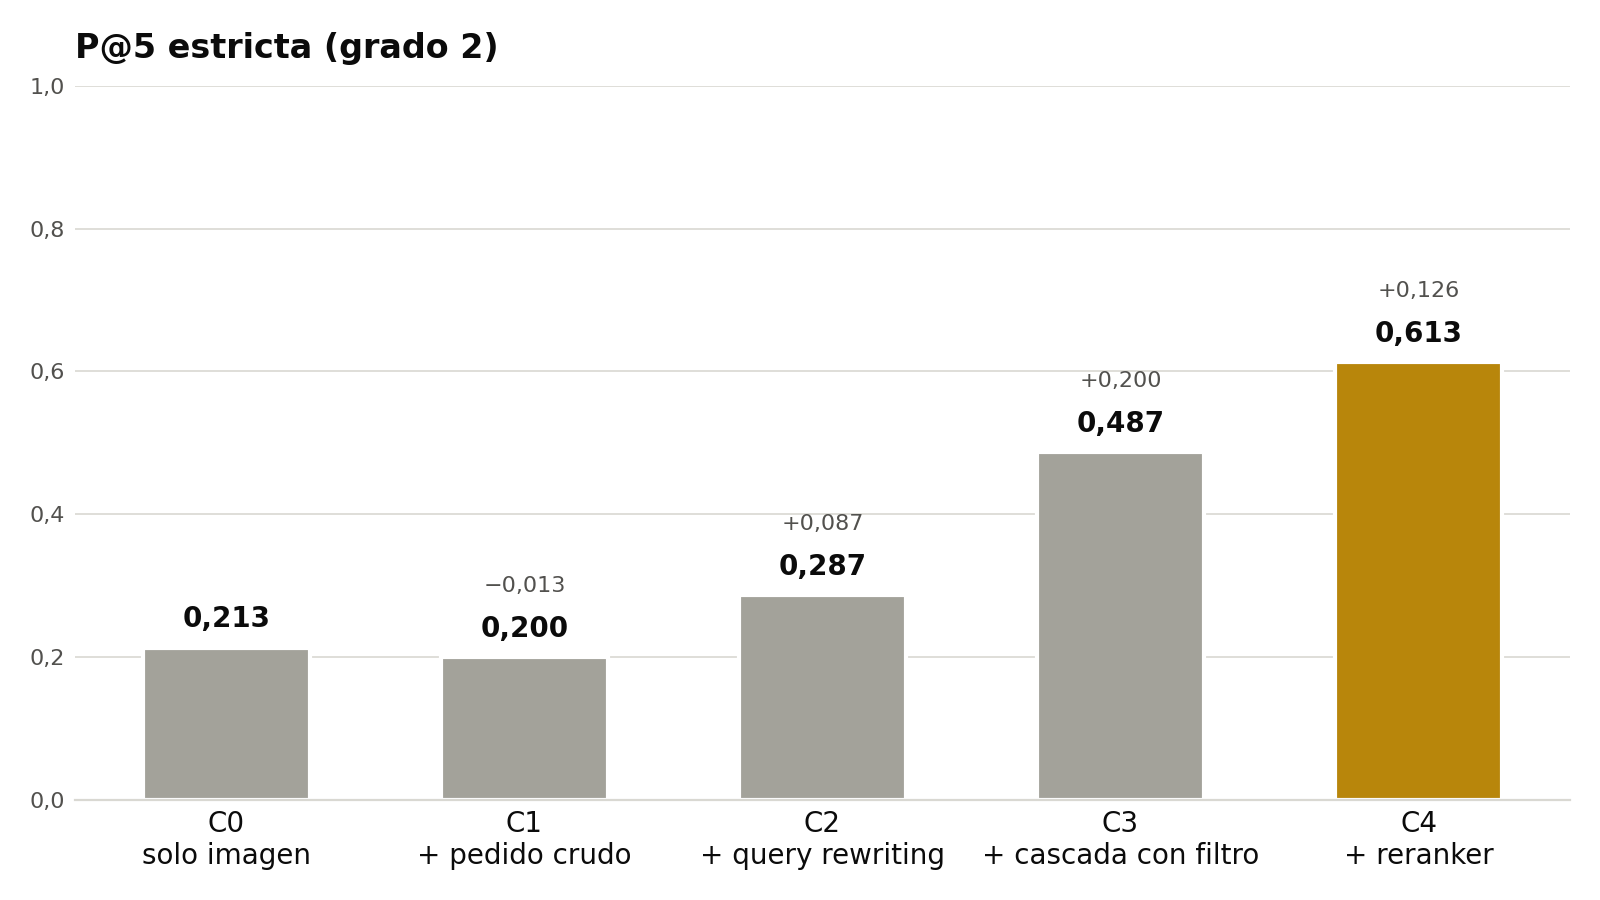 P@5 estricta (grado 2)
1,0
0,8
0,6
0,4
0,2
0,0
0,213
−0,013
0,200
+0,087
0,287
+0,200
0,487
+0,126
0,613
C0
solo imagen
C1
+ pedido crudo
C2
+ query rewriting
C3
+ cascada con filtro
C4
+ reranker